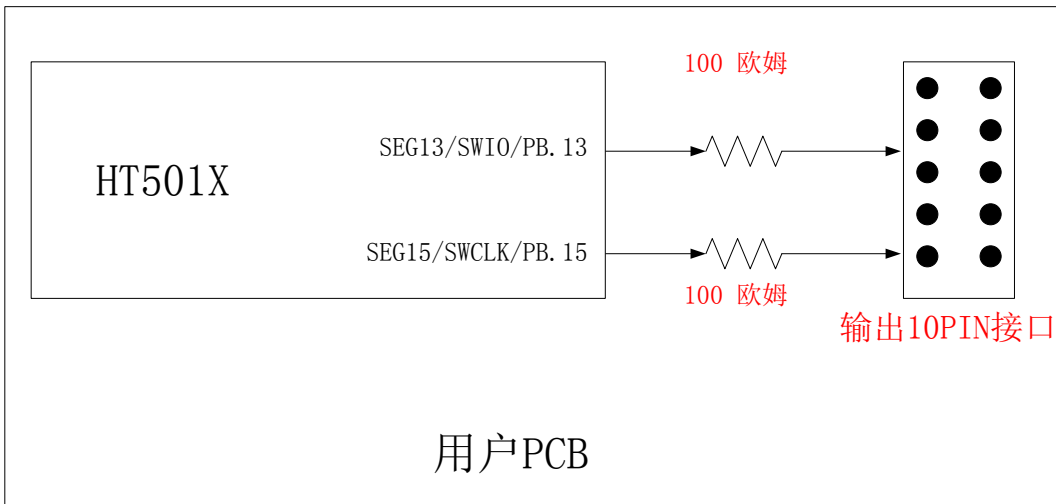 100 欧姆
SEG13/SWIO/PB.13
HT501X
SEG15/SWCLK/PB.15
100 欧姆
输出10PIN接口
用户PCB